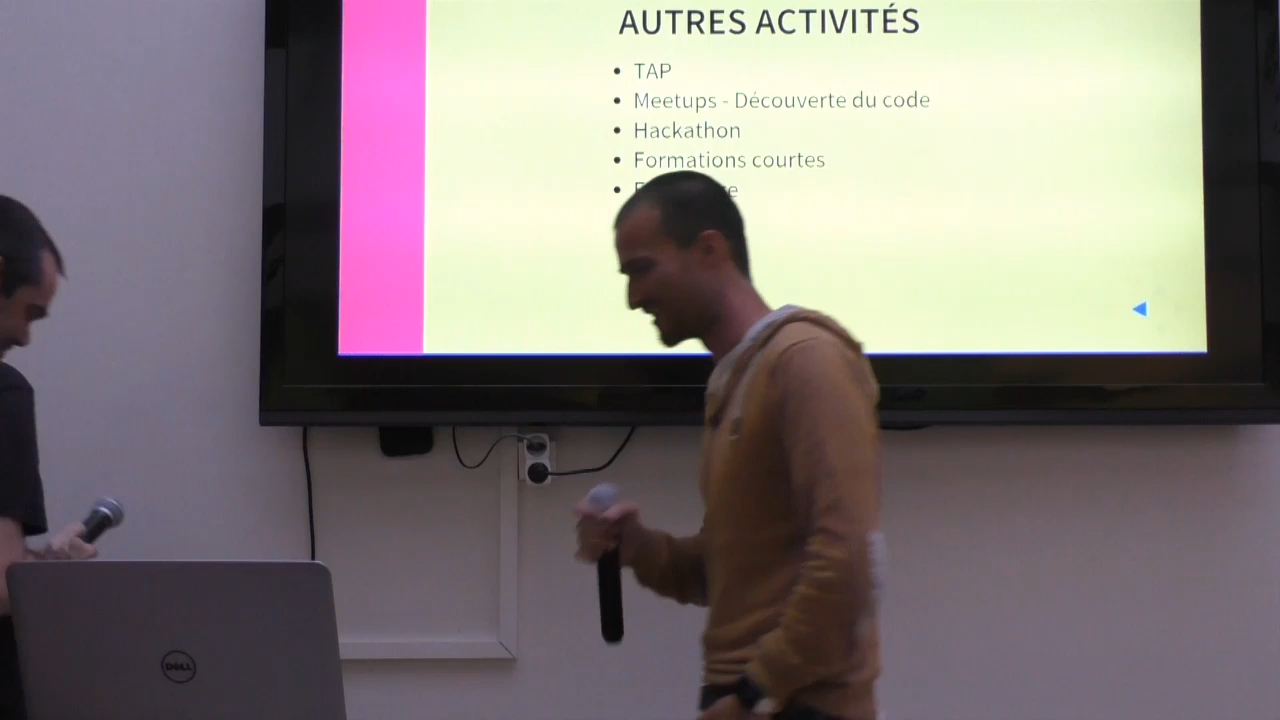 AUTRES ACTIVITÉS
• TAP
• Meetups - Découverte du code
• Hackathon
• Formations courtes
DELL